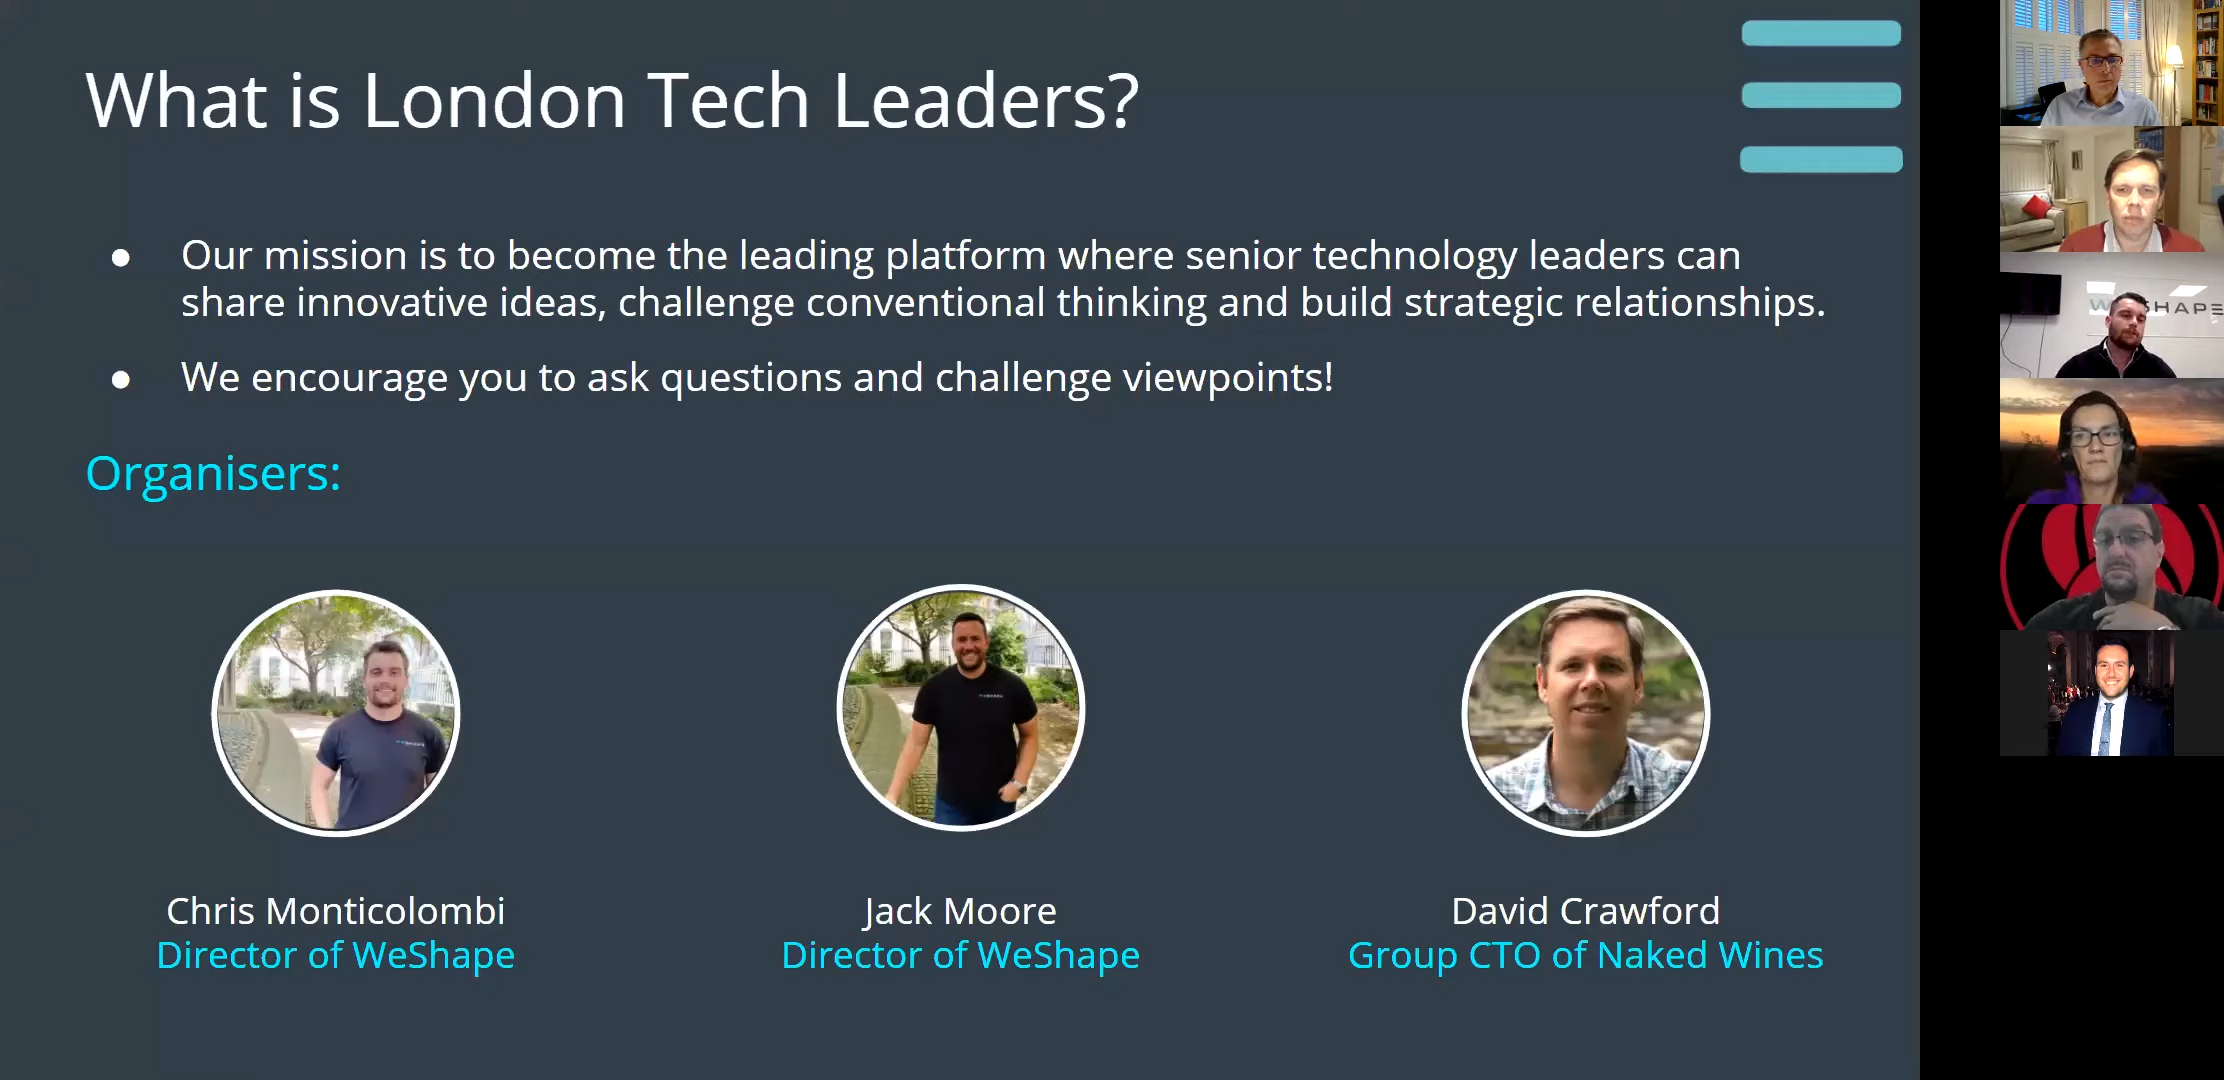 What is London Tech Leaders?
● Our mission is to become the leading platform where senior technology leaders can
share innovative ideas, challenge conventional thinking and build strategic relationships.
● We encourage you to ask questions and challenge viewpoints!
Organisers:
Chris Monticolombi
Director of WeShape
Jack Moore
Director of WeShape
David Crawford
Group CTO of Naked Wines